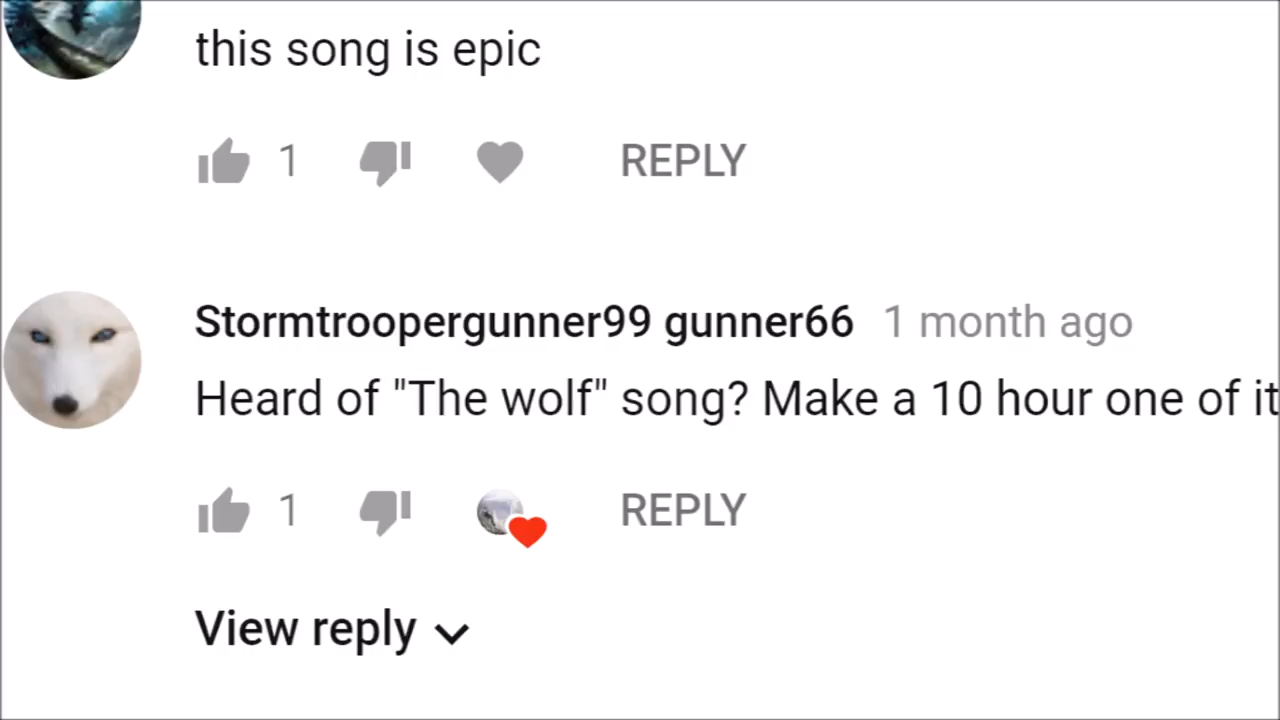 this song is epic
1 REPLY
Stormtroopergunner99 gunner66 1 month ago
Heard of "The wolf" song? Make a 10 hour one of it
1 REPLY
View reply